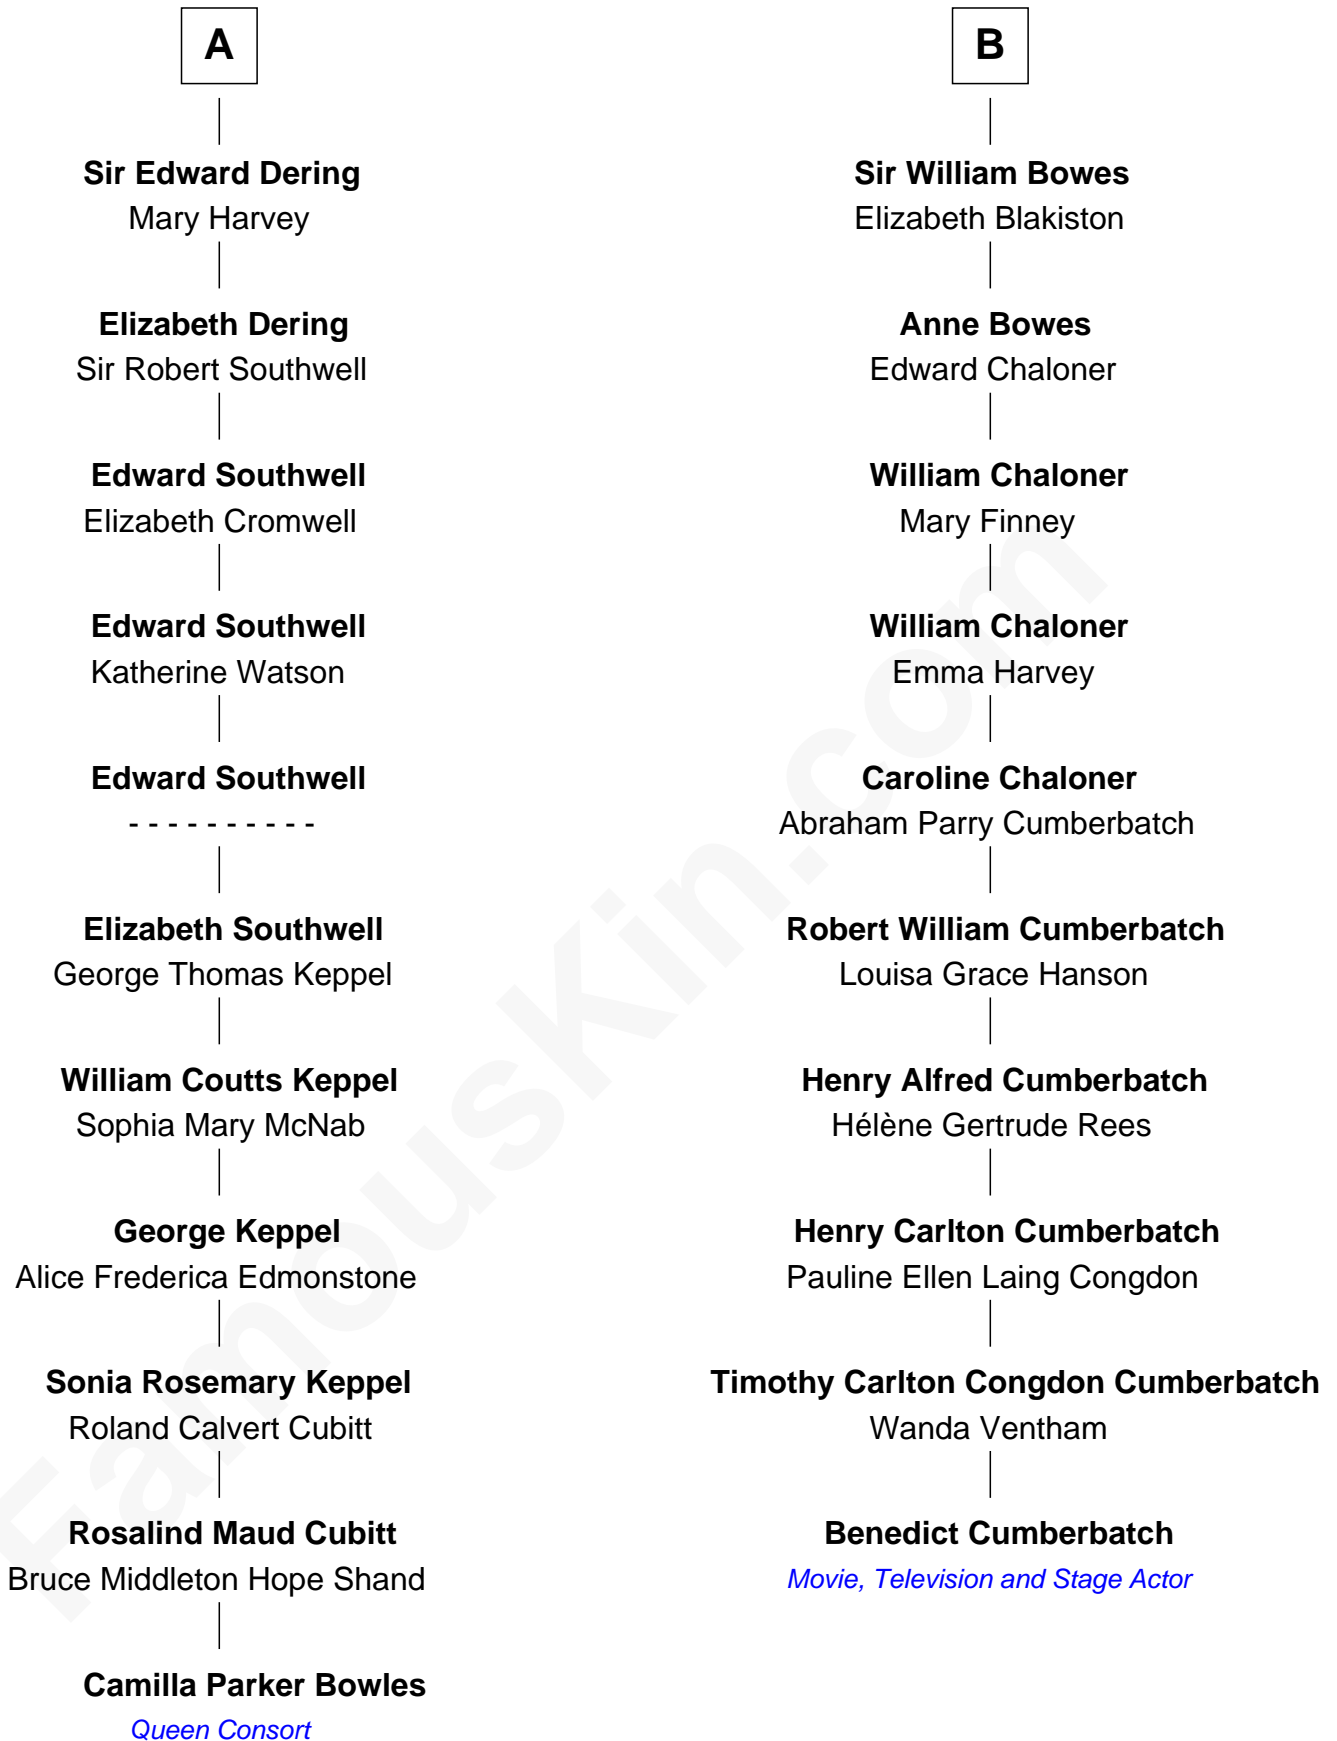 A
Sir Edward Dering
Mary Harvey
Elizabeth Dering
Sir Robert Southwell
Edward Southwell
Elizabeth Cromwell
Edward Southwell
Katherine Watson
Edward Southwell
- - - - - - - - - -
Elizabeth Southwell
George Thomas Keppel
William Coutts Keppel
Sophia Mary McNab
George Keppel
Alice Frederica Edmonstone
Sonia Rosemary Keppel
Roland Calvert Cubitt
Rosalind Maud Cubitt
Bruce Middleton Hope Shand
Camilla Parker Bowles
Queen Consort
B
Sir William Bowes
Elizabeth Blakiston
Anne Bowes
Edward Chaloner
William Chaloner
Mary Finney
William Chaloner
Emma Harvey
Caroline Chaloner
Abraham Parry Cumberbatch
Robert William Cumberbatch
Louisa Grace Hanson
Henry Alfred Cumberbatch
Hélène Gertrude Rees
Henry Carlton Cumberbatch
Pauline Ellen Laing Congdon
Timothy Carlton Congdon Cumberbatch
Wanda Ventham
Benedict Cumberbatch
Movie, Television and Stage Actor
FamousKin.com